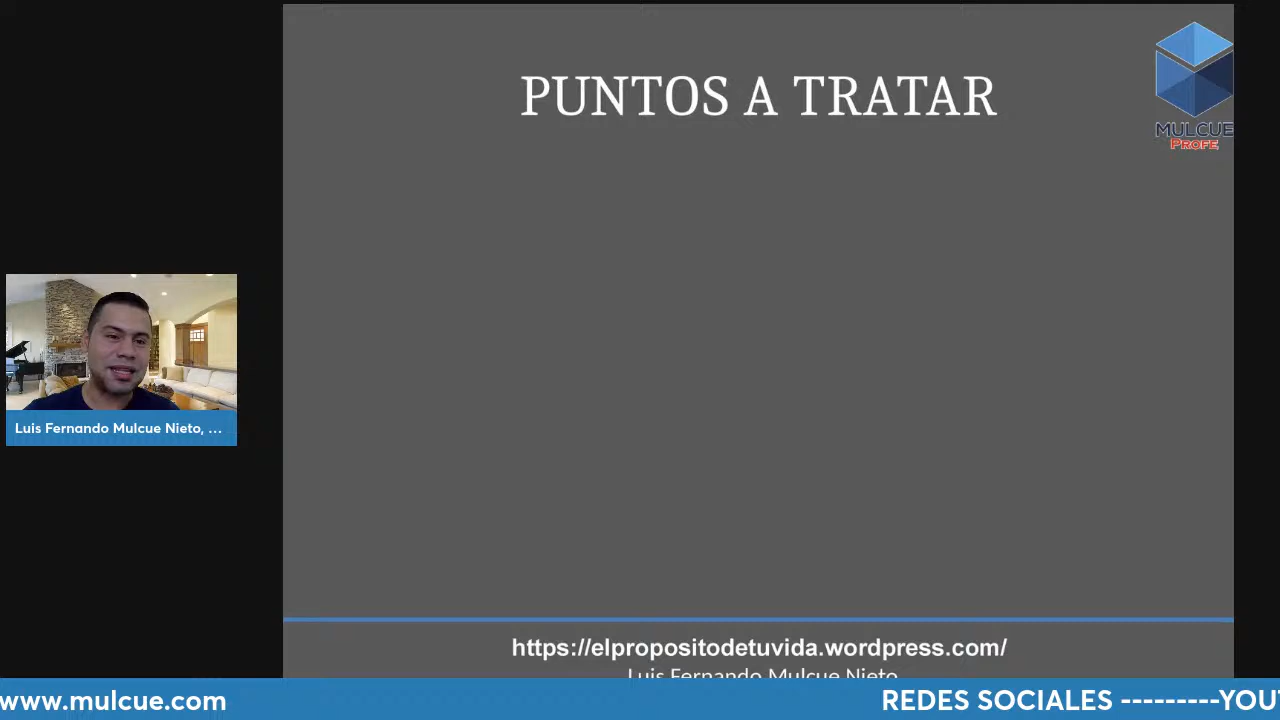 PUNTOS A TRATAR
MULCUE
PROFE
Luis Fernando Mulcue Nieto, ...
https://elpropositodetuvida.wordpress.com/
Luis Fernando Mulcue Nieto
www.mulcue.com
REDES SOCIALES ---------YOUT